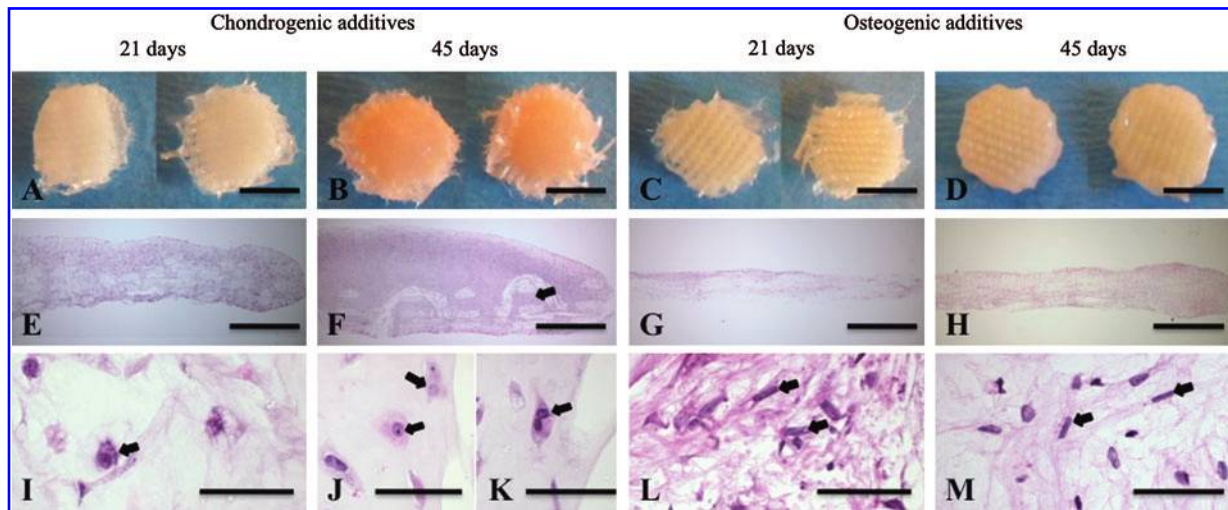 Chondrogenic additives Osteogenic additives
21 days 45 days 21 days 45 days
A B C D
E F G H
I J K L M